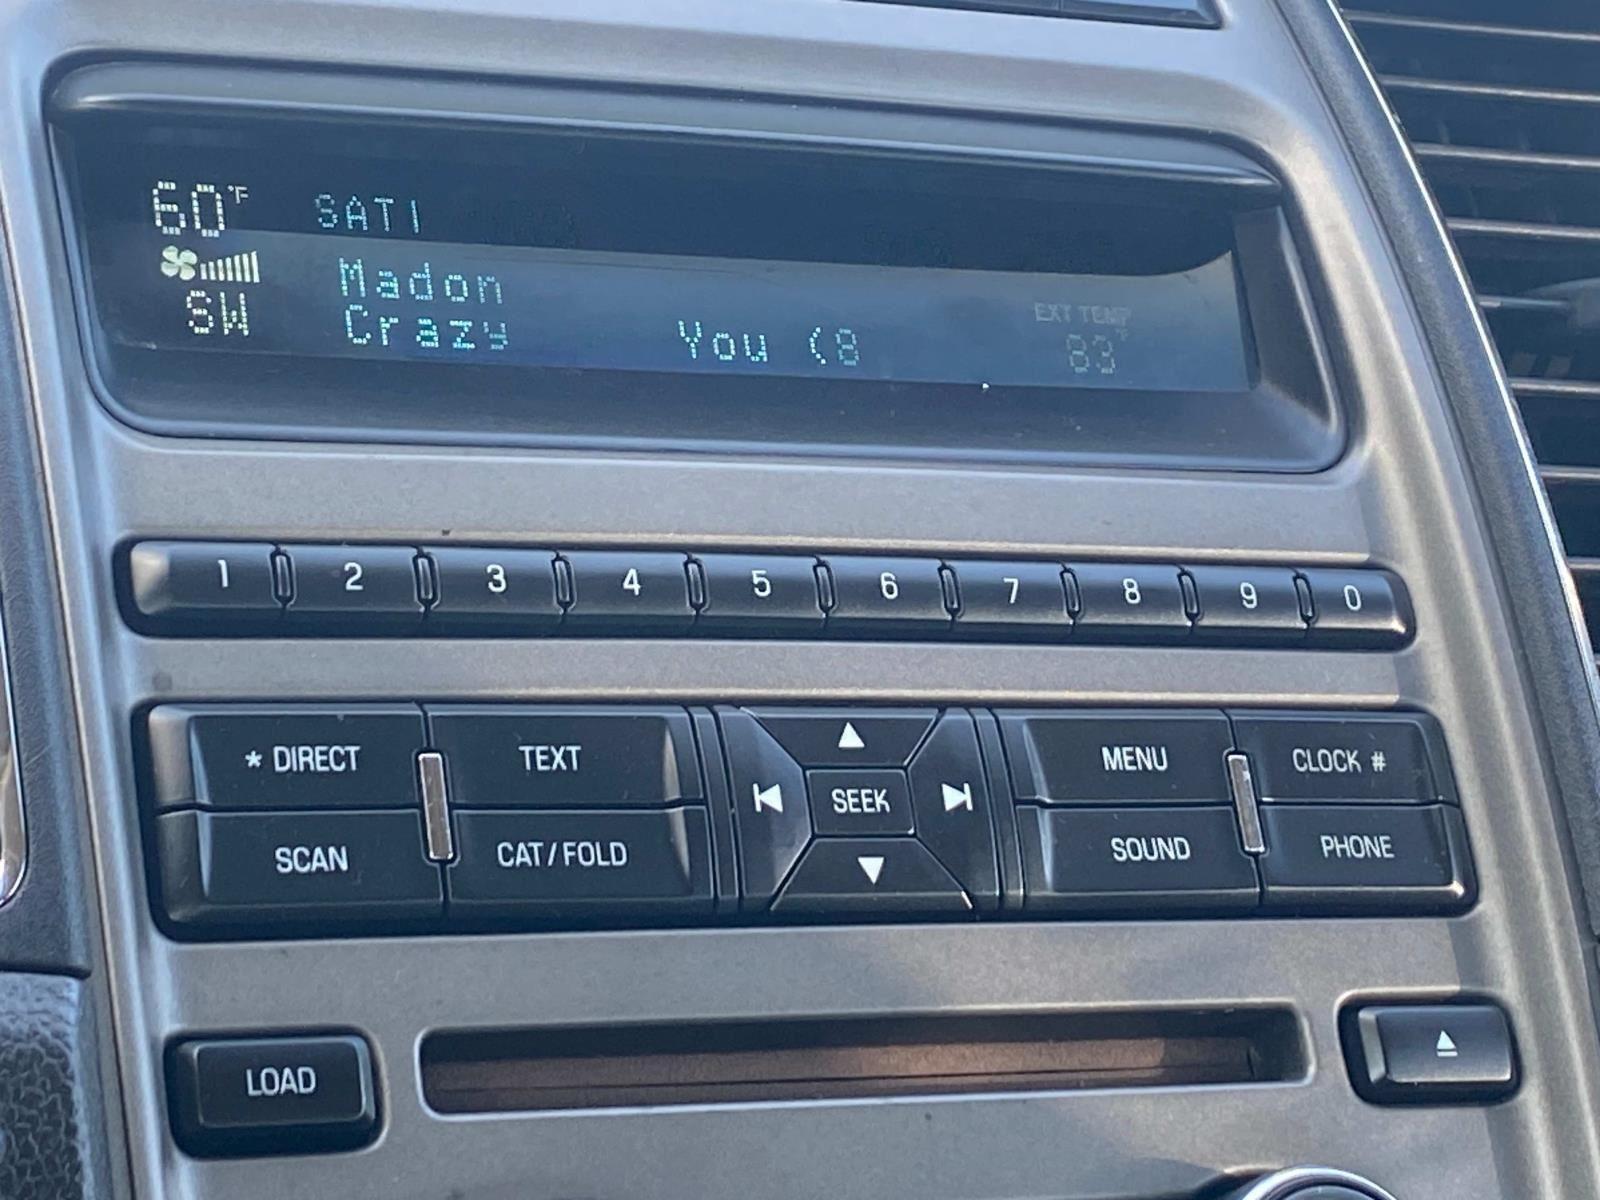 60°F SAT1
Madon
SW Crazy You (8
EXT TEMP
83°F
1 2 3 4 5 6 7 8 9 0
* DIRECT TEXT MENU CLOCK #
SEEK
SCAN CAT/FOLD SOUND PHONE
LOAD